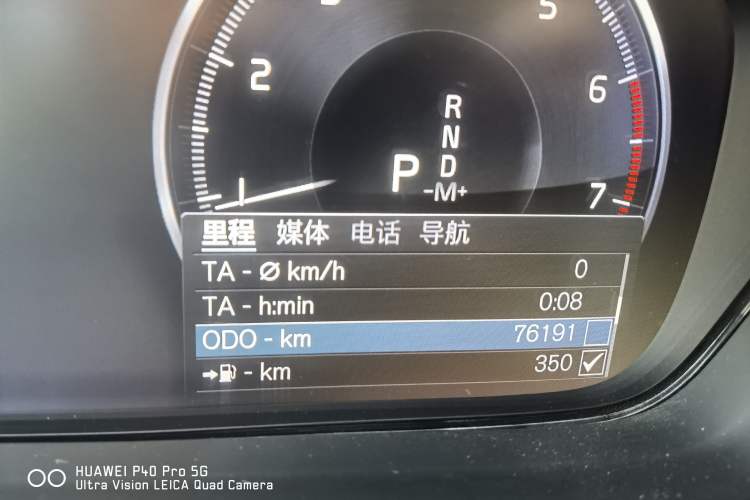 3
5
2
6
1
7
R
N
D
P
-M+
里程 媒体 电话 导航
TA - Ø km/h 0
TA - h:min 0:08
ODO - km 76191
➔⛽ - km 350
HUAWEI P40 Pro 5G
Ultra Vision LEICA Quad Camera